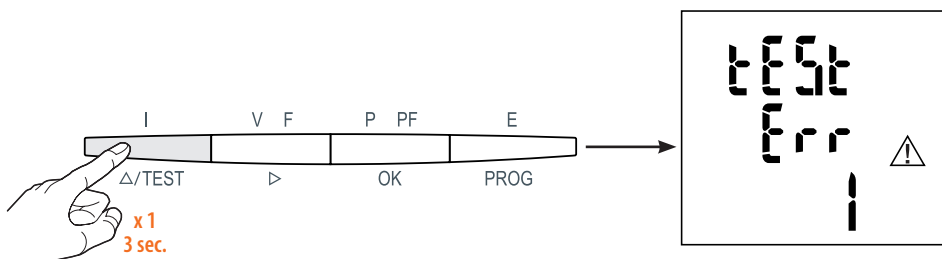 I V F P PF E
△/TEST ▷ OK PROG
x 1
3 sec.
tESt
Err
1